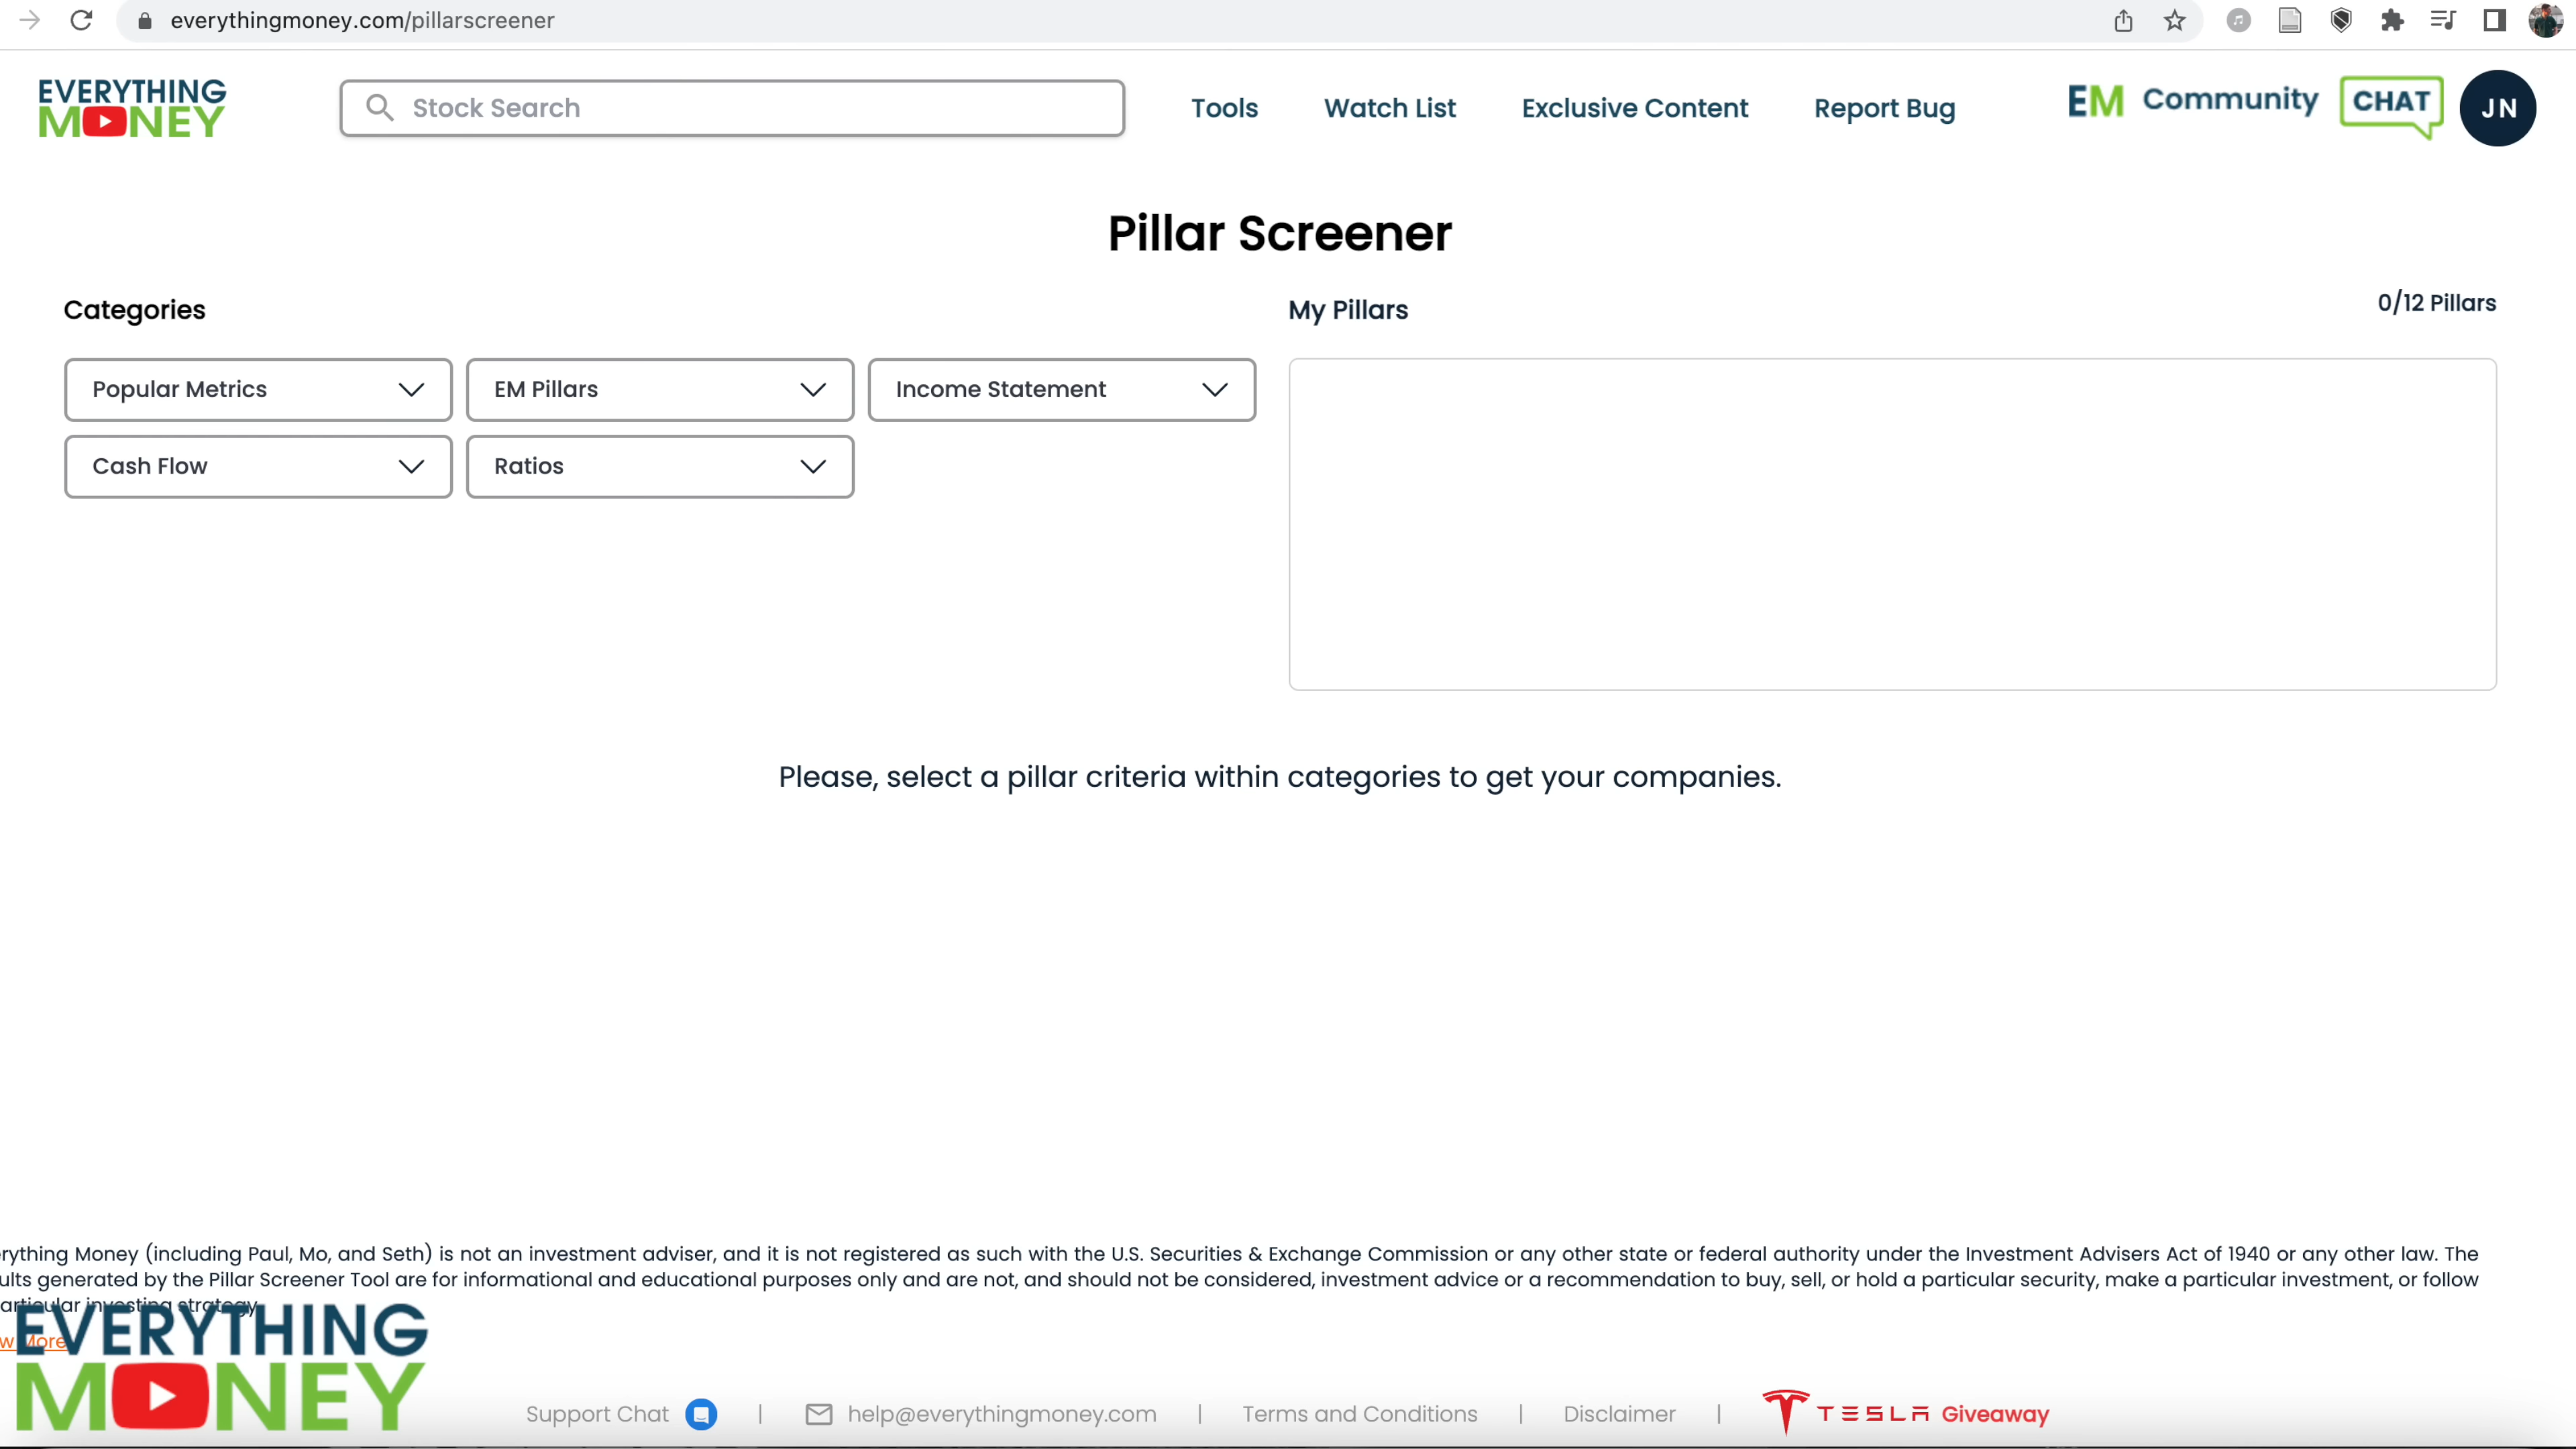 everythingmoney.com/pillarscreener
EVERYTHING
MONEY
Stock Search
Tools
Watch List
Exclusive Content
Report Bug
EM Community
CHAT
JN
Pillar Screener
Categories
My Pillars
0/12 Pillars
Popular Metrics
EM Pillars
Income Statement
Cash Flow
Ratios
Please, select a pillar criteria within categories to get your companies.
rything Money (including Paul, Mo, and Seth) is not an investment adviser, and it is not registered as such with the U.S. Securities & Exchange Commission or any other state or federal authority under the Investment Advisers Act of 1940 or any other law. The
ults generated by the Pillar Screener Tool are for informational and educational purposes only and are not, and should not be considered, investment advice or a recommendation to buy, sell, or hold a particular security, make a particular investment, or follow
articular investing strategy
w More
EVERYTHING
MONEY
Support Chat
help@everythingmoney.com
Terms and Conditions
Disclaimer
TESLA Giveaway